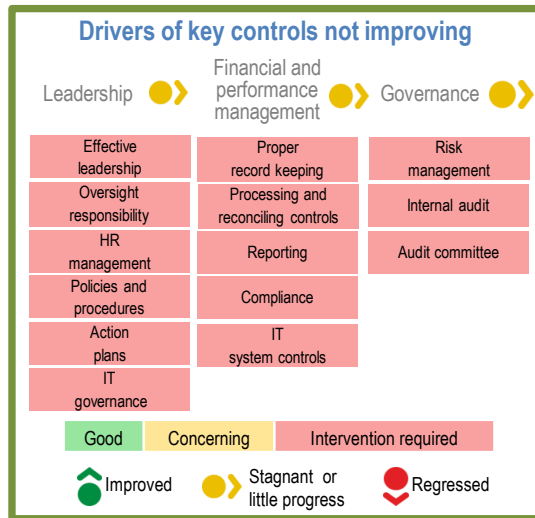 Drivers of key controls not improving
Leadership
Financial and
performance
management
Governance
Effective
leadership
Oversight
responsibility
HR
management
Policies and
procedures
Action
plans
IT
governance
Proper
record keeping
Processing and
reconciling controls
Reporting
Compliance
IT
system controls
Risk
management
Internal audit
Audit committee
Good
Concerning
Intervention required
Improved
Stagnant or
little progress
Regressed